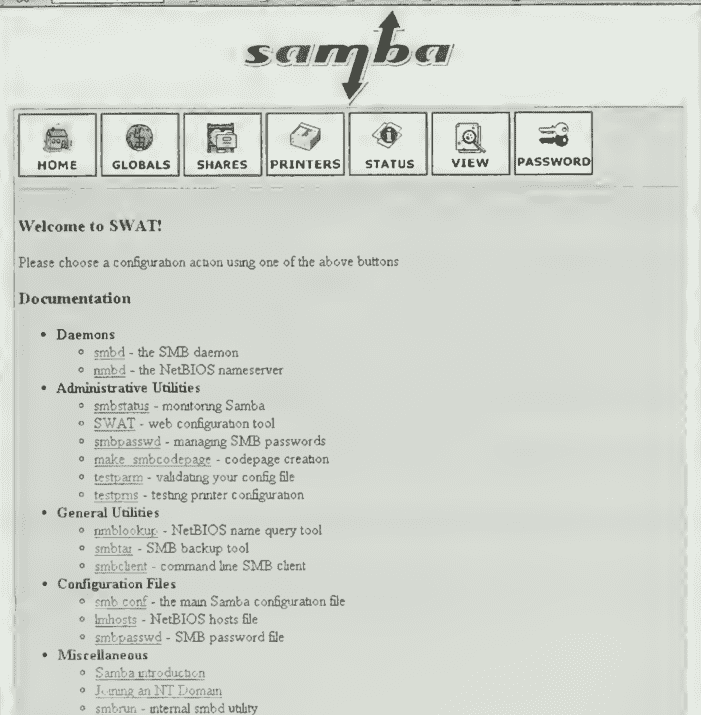 samba
HOME GLOBALS SHARES PRINTERS STATUS VIEW PASSWORD
Welcome to SWAT!
Please choose a configuration action using one of the above buttons
Documentation
• Daemons
◦ smbd - the SMB daemon
◦ nmbd - the NetBIOS nameserver
• Administrative Utilities
◦ smbstatus - monitoring Samba
◦ SWAT - web configuration tool
◦ smbpasswd - managing SMB passwords
◦ make_smbcodepage - codepage creation
◦ testparm - validating your config file
◦ testprns - testing printer configuration
• General Utilities
◦ nmblookup - NetBIOS name query tool
◦ smbtar - SMB backup tool
◦ smbclient - command line SMB client
• Configuration Files
◦ smb.conf - the main Samba configuration file
◦ lmhosts - NetBIOS hosts file
◦ smbpasswd - SMB password file
• Miscellaneous
◦ Samba introduction
◦ Joining an NT Domain
◦ smbrun - internal smbd utility